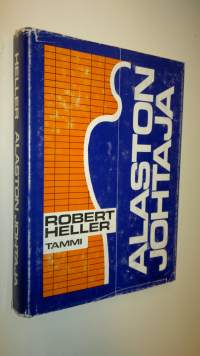 HELLER ALASTON JOHTAJA
ROBERT
HELLER
TAMMI
ALASTON
JOHTAJA